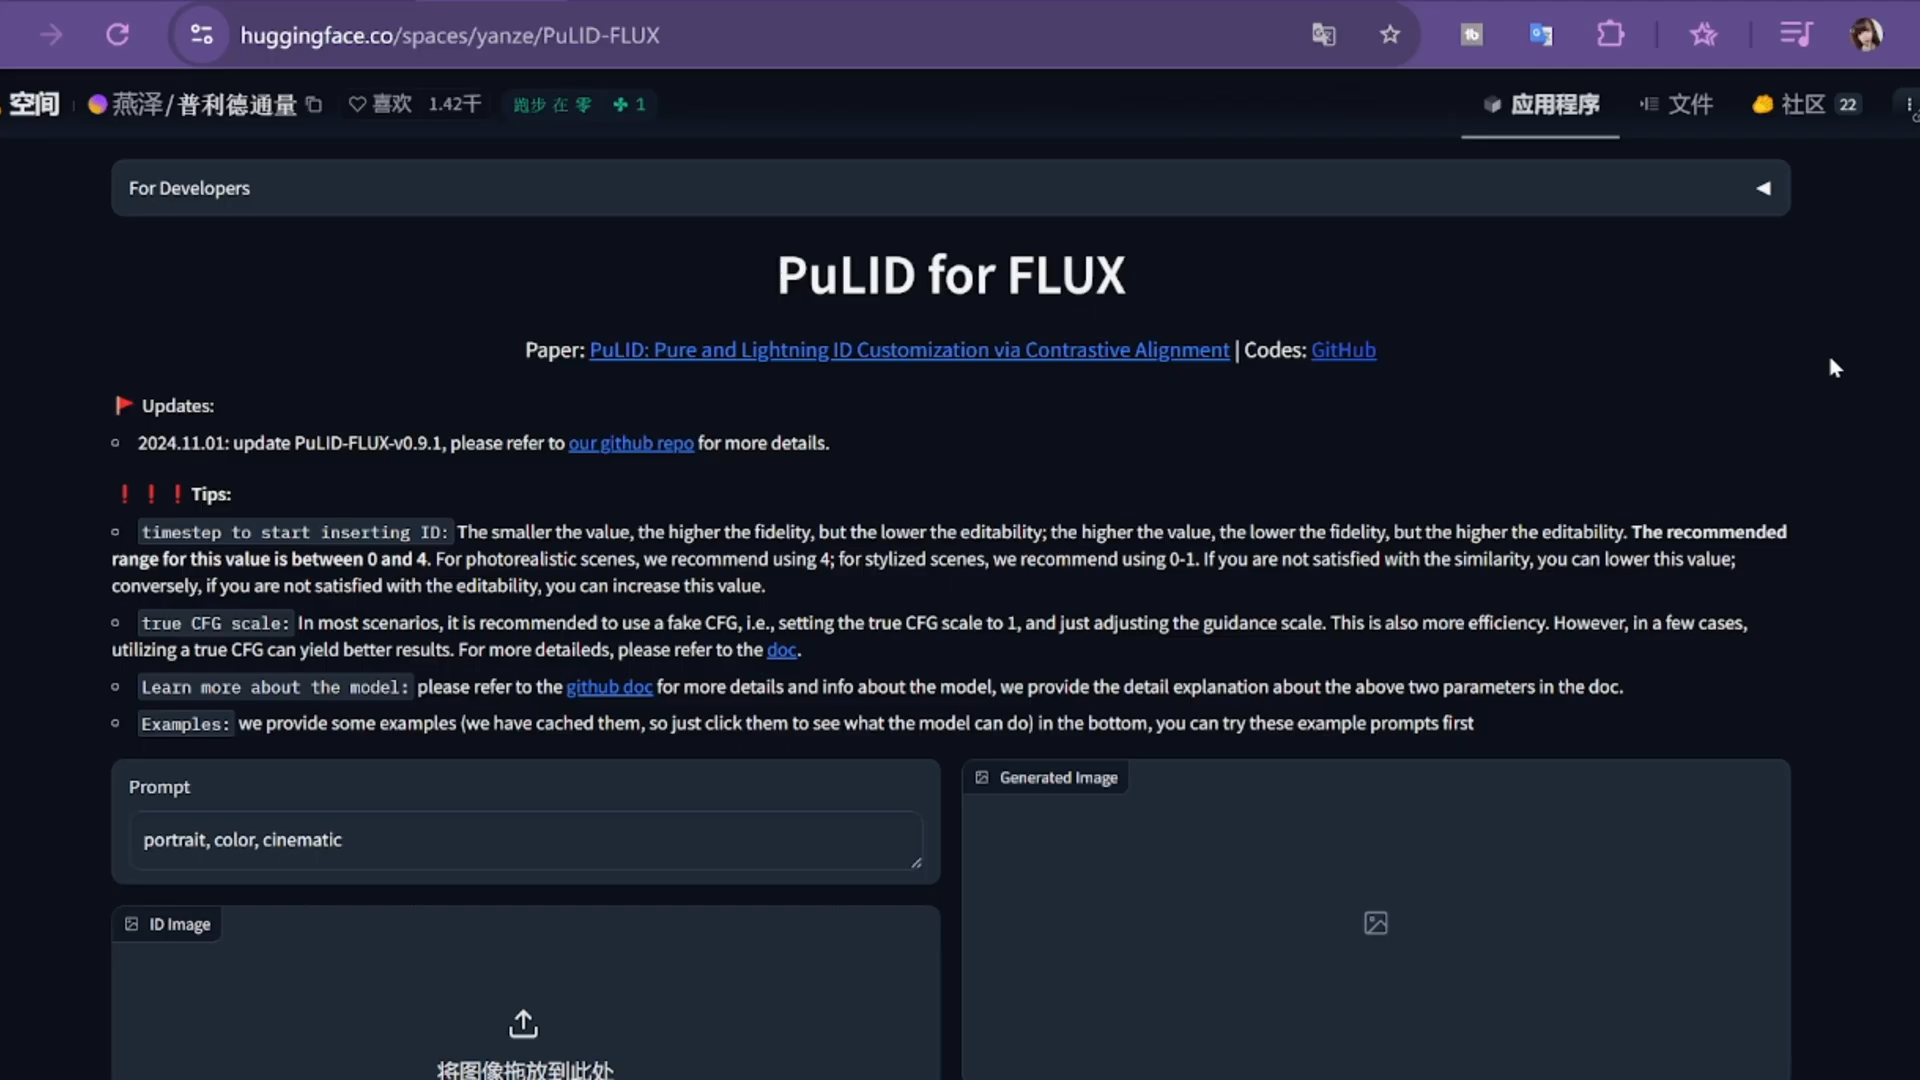 huggingface.co/spaces/yanze/PuLID-FLUX
空间 燕泽/普利德通量 喜欢 1.42千 跑步 在 零 1 应用程序 文件 社区 22
For Developers
PuLID for FLUX
Paper: PuLID: Pure and Lightning ID Customization via Contrastive Alignment | Codes: GitHub
🚩 Updates:
2024.11.01: update PuLID-FLUX-v0.9.1, please refer to our github repo for more details.
❗❗❗ Tips:
timestep to start inserting ID: The smaller the value, the higher the fidelity, but the lower the editability; the higher the value, the lower the fidelity, but the higher the editability. The recommended
range for this value is between 0 and 4. For photorealistic scenes, we recommend using 4; for stylized scenes, we recommend using 0-1. If you are not satisfied with the similarity, you can lower this value;
conversely, if you are not satisfied with the editability, you can increase this value.
true CFG scale: In most scenarios, it is recommended to use a fake CFG, i.e., setting the true CFG scale to 1, and just adjusting the guidance scale. This is also more efficiency. However, in a few cases,
utilizing a true CFG can yield better results. For more detaileds, please refer to the doc.
Learn more about the model: please refer to the github doc for more details and info about the model, we provide the detail explanation about the above two parameters in the doc.
Examples: we provide some examples (we have cached them, so just click them to see what the model can do) in the bottom, you can try these example prompts first
Prompt
portrait, color, cinematic
Generated Image
ID Image
将图像拖放到此处